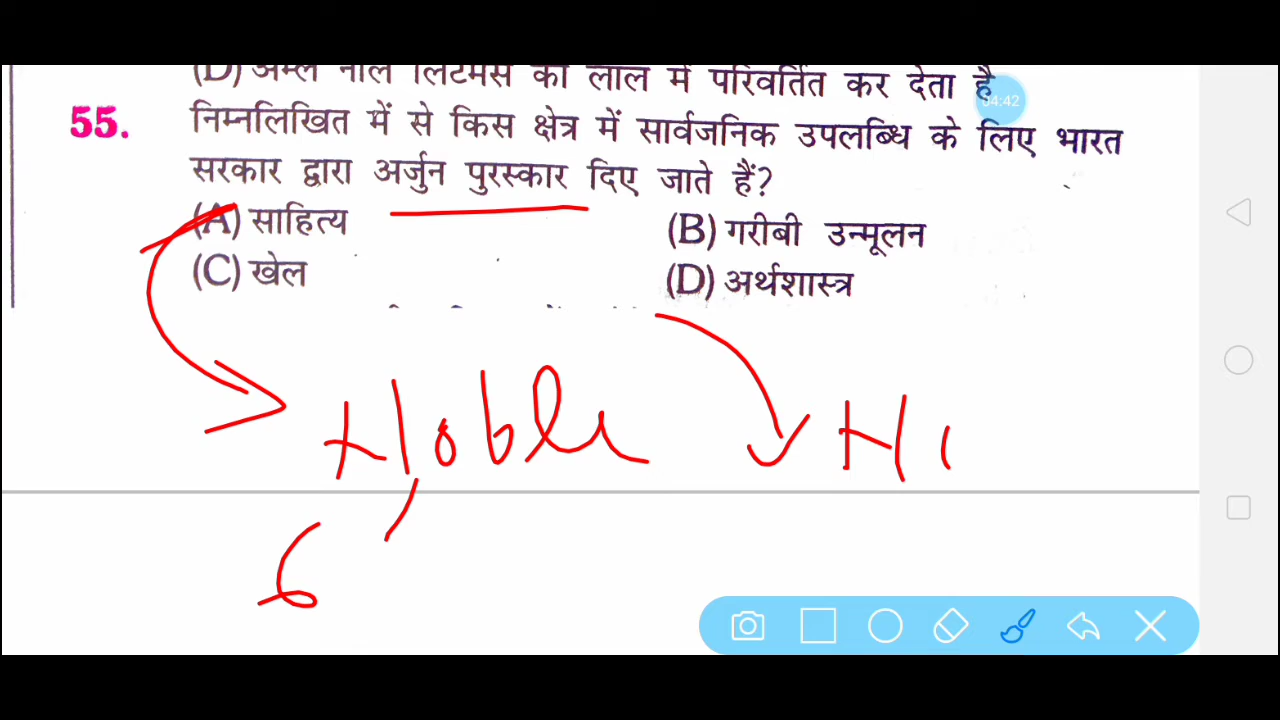 (D) अम्ल नीले लिटमस को लाल में परिवर्तित कर देता है
04:42
55. निम्नलिखित में से किस क्षेत्र में सार्वजनिक उपलब्धि के लिए भारत
सरकार द्वारा अर्जुन पुरस्कार दिए जाते हैं?
(A) साहित्य (B) गरीबी उन्मूलन
(C) खेल (D) अर्थशास्त्र
Noble
6